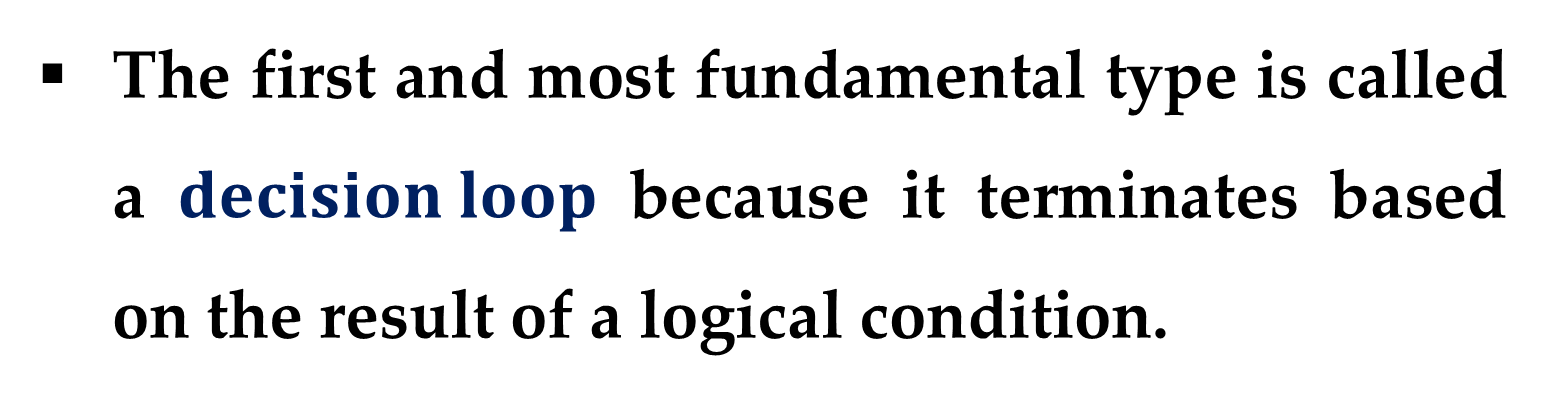 ▪ The first and most fundamental type is called
a decision loop because it terminates based
on the result of a logical condition.